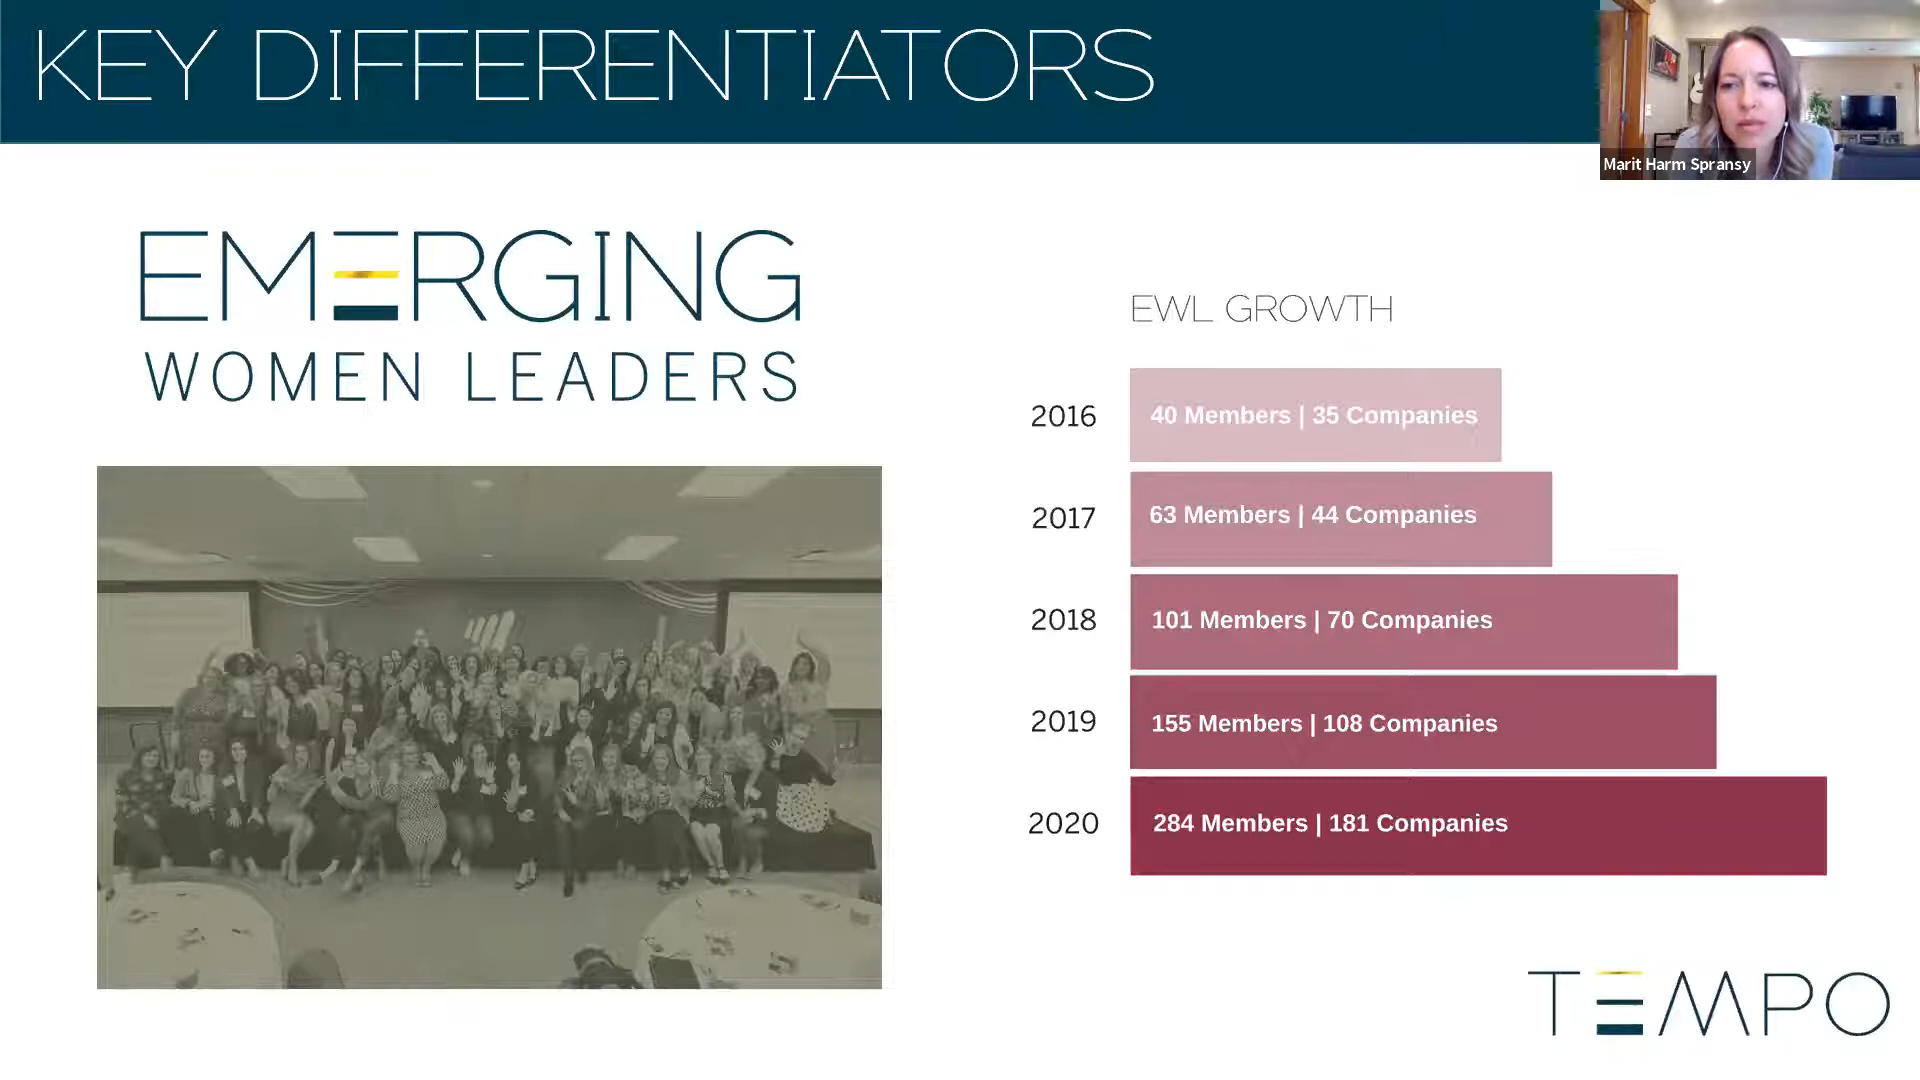 KEY DIFFERENTIATORS
Marit Harm Spransy
EMERGING
WOMEN LEADERS
EWL GROWTH
2016 40 Members | 35 Companies
2017 63 Members | 44 Companies
2018 101 Members | 70 Companies
2019 155 Members | 108 Companies
2020 284 Members | 181 Companies
TEMPO